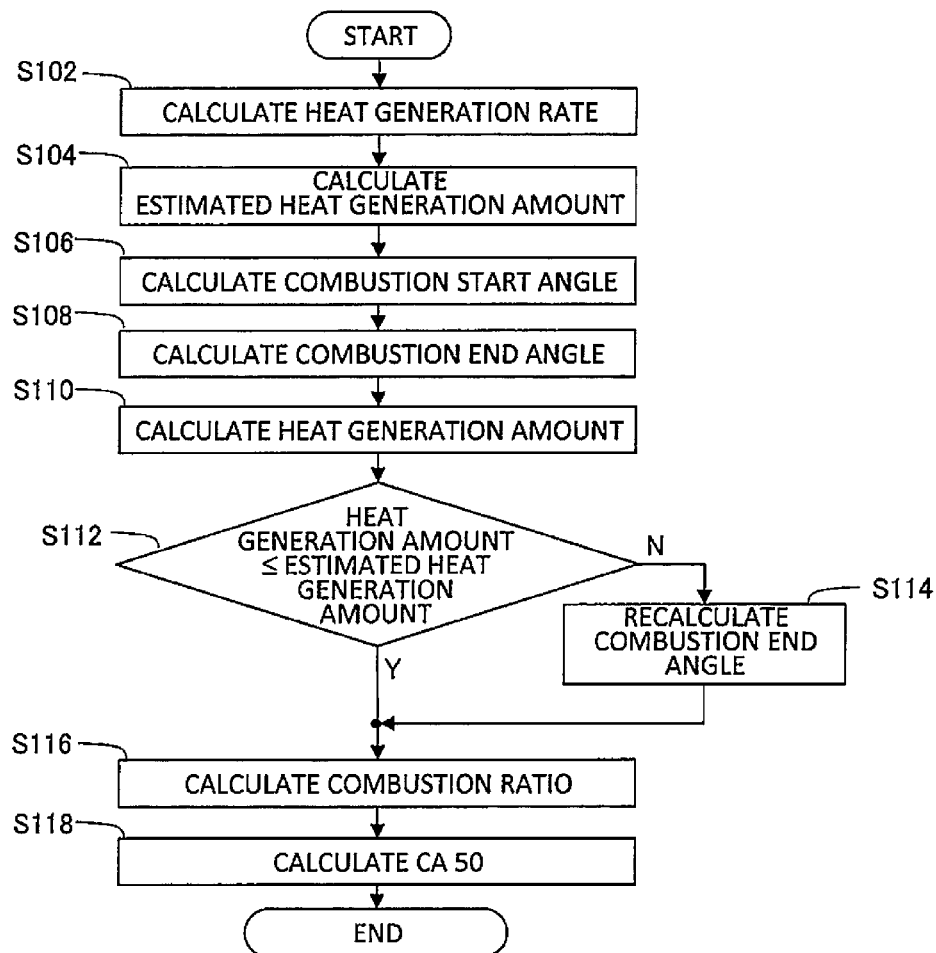 START
S102
CALCULATE HEAT GENERATION RATE
S104
CALCULATE
ESTIMATED HEAT GENERATION AMOUNT
S106
CALCULATE COMBUSTION START ANGLE
S108
CALCULATE COMBUSTION END ANGLE
S110
CALCULATE HEAT GENERATION AMOUNT
S112
HEAT
GENERATION AMOUNT
≤ ESTIMATED HEAT
GENERATION
AMOUNT
N
S114
RECALCULATE
COMBUSTION END
ANGLE
Y
S116
CALCULATE COMBUSTION RATIO
S118
CALCULATE CA 50
END